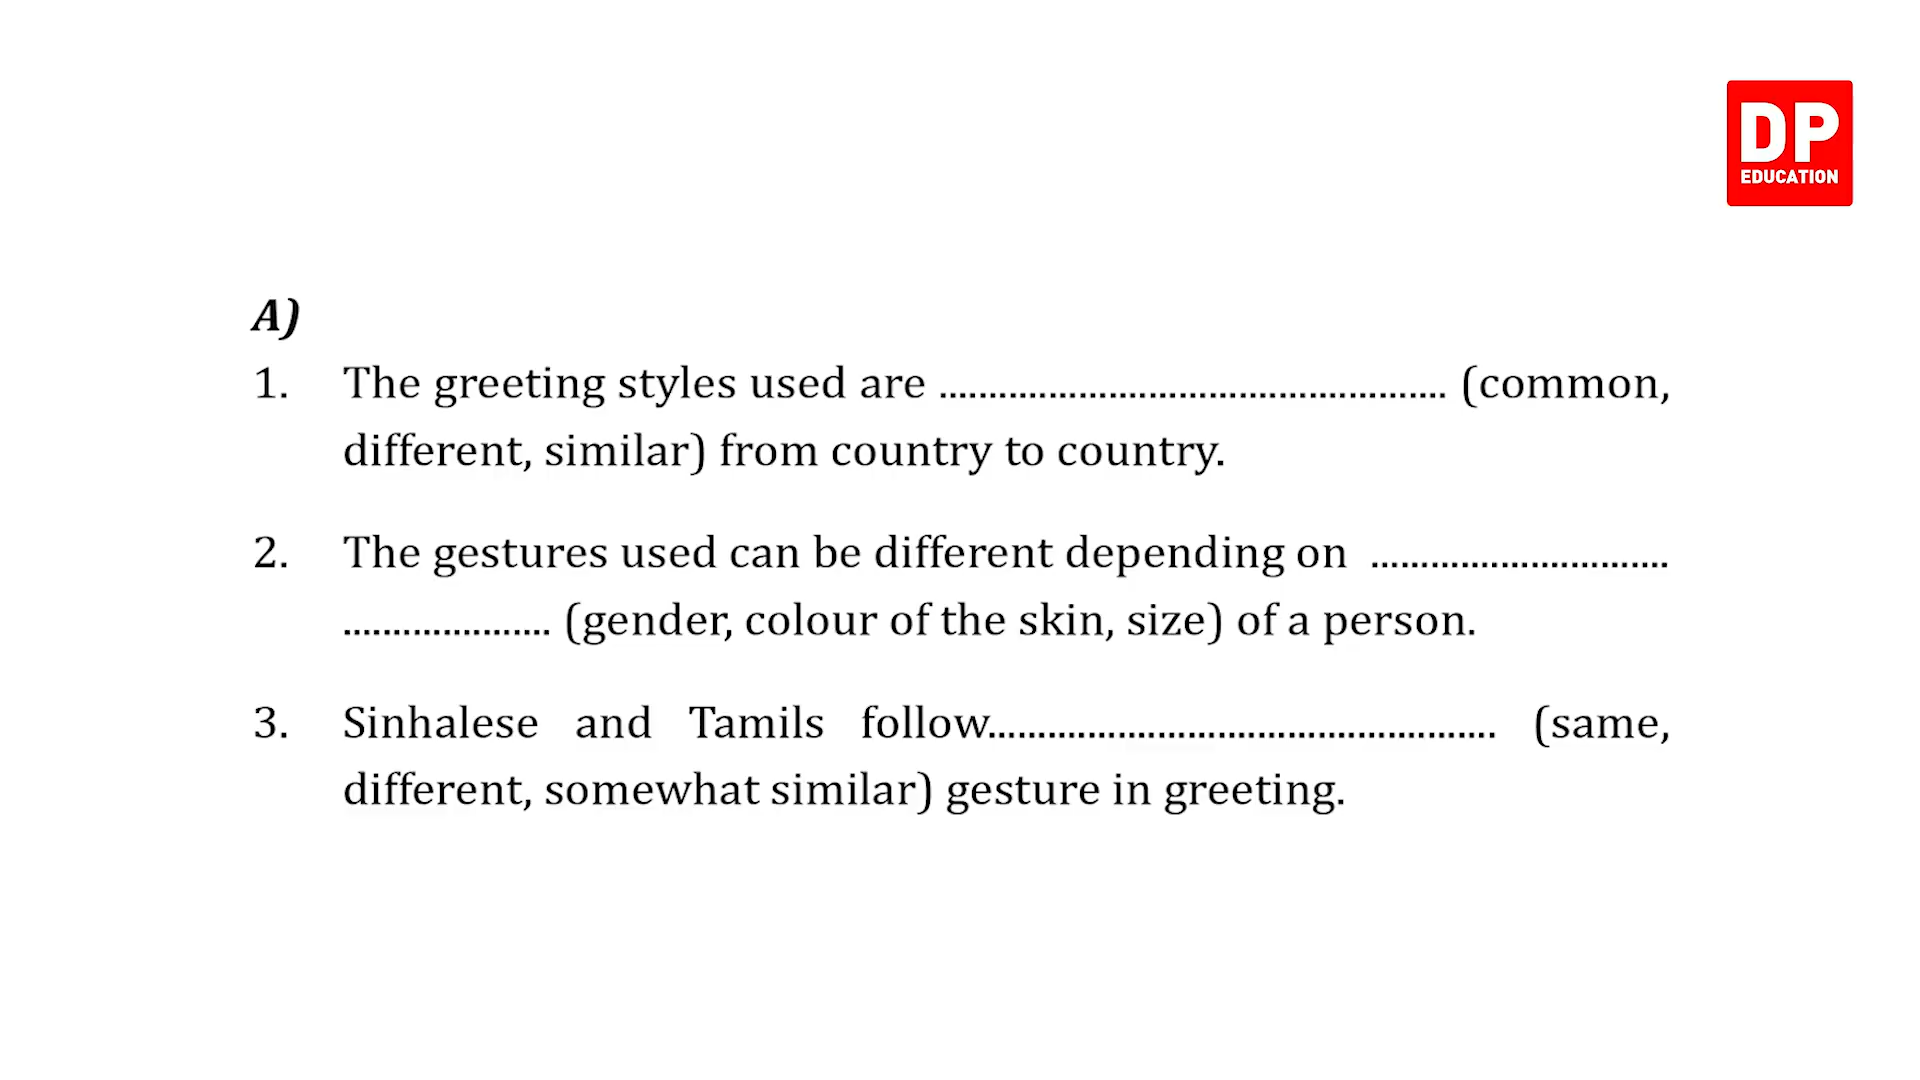 DP
EDUCATION
A)
1. The greeting styles used are .................................................. (common,
different, similar) from country to country.
2. The gestures used can be different depending on ..............................
..................... (gender, colour of the skin, size) of a person.
3. Sinhalese and Tamils follow................................................... (same,
different, somewhat similar) gesture in greeting.